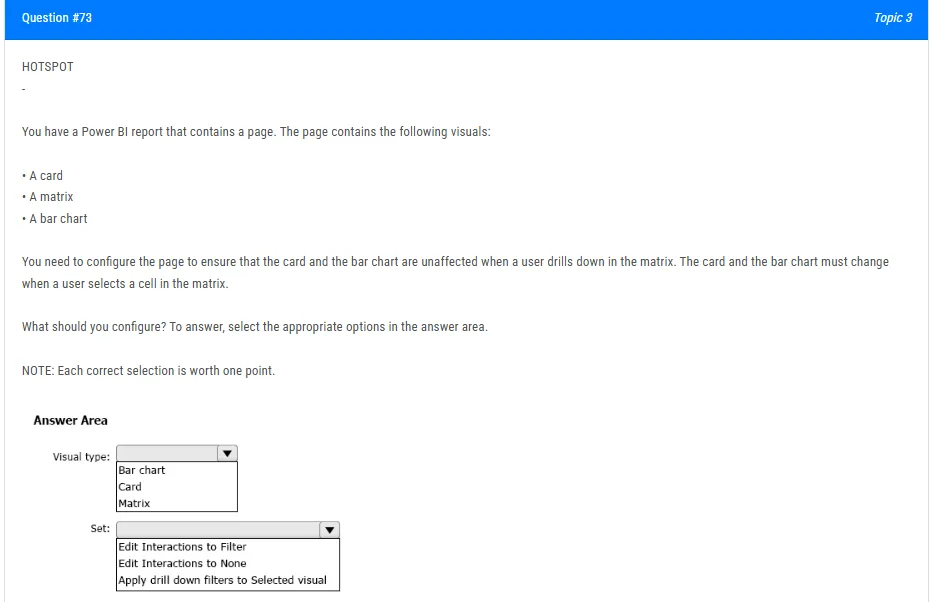 Question #73 Topic 3
HOTSPOT
-
You have a Power BI report that contains a page. The page contains the following visuals:
• A card
• A matrix
• A bar chart
You need to configure the page to ensure that the card and the bar chart are unaffected when a user drills down in the matrix. The card and the bar chart must change
when a user selects a cell in the matrix.
What should you configure? To answer, select the appropriate options in the answer area.
NOTE: Each correct selection is worth one point.
Answer Area
Visual type:
Bar chart
Card
Matrix
Set:
Edit Interactions to Filter
Edit Interactions to None
Apply drill down filters to Selected visual